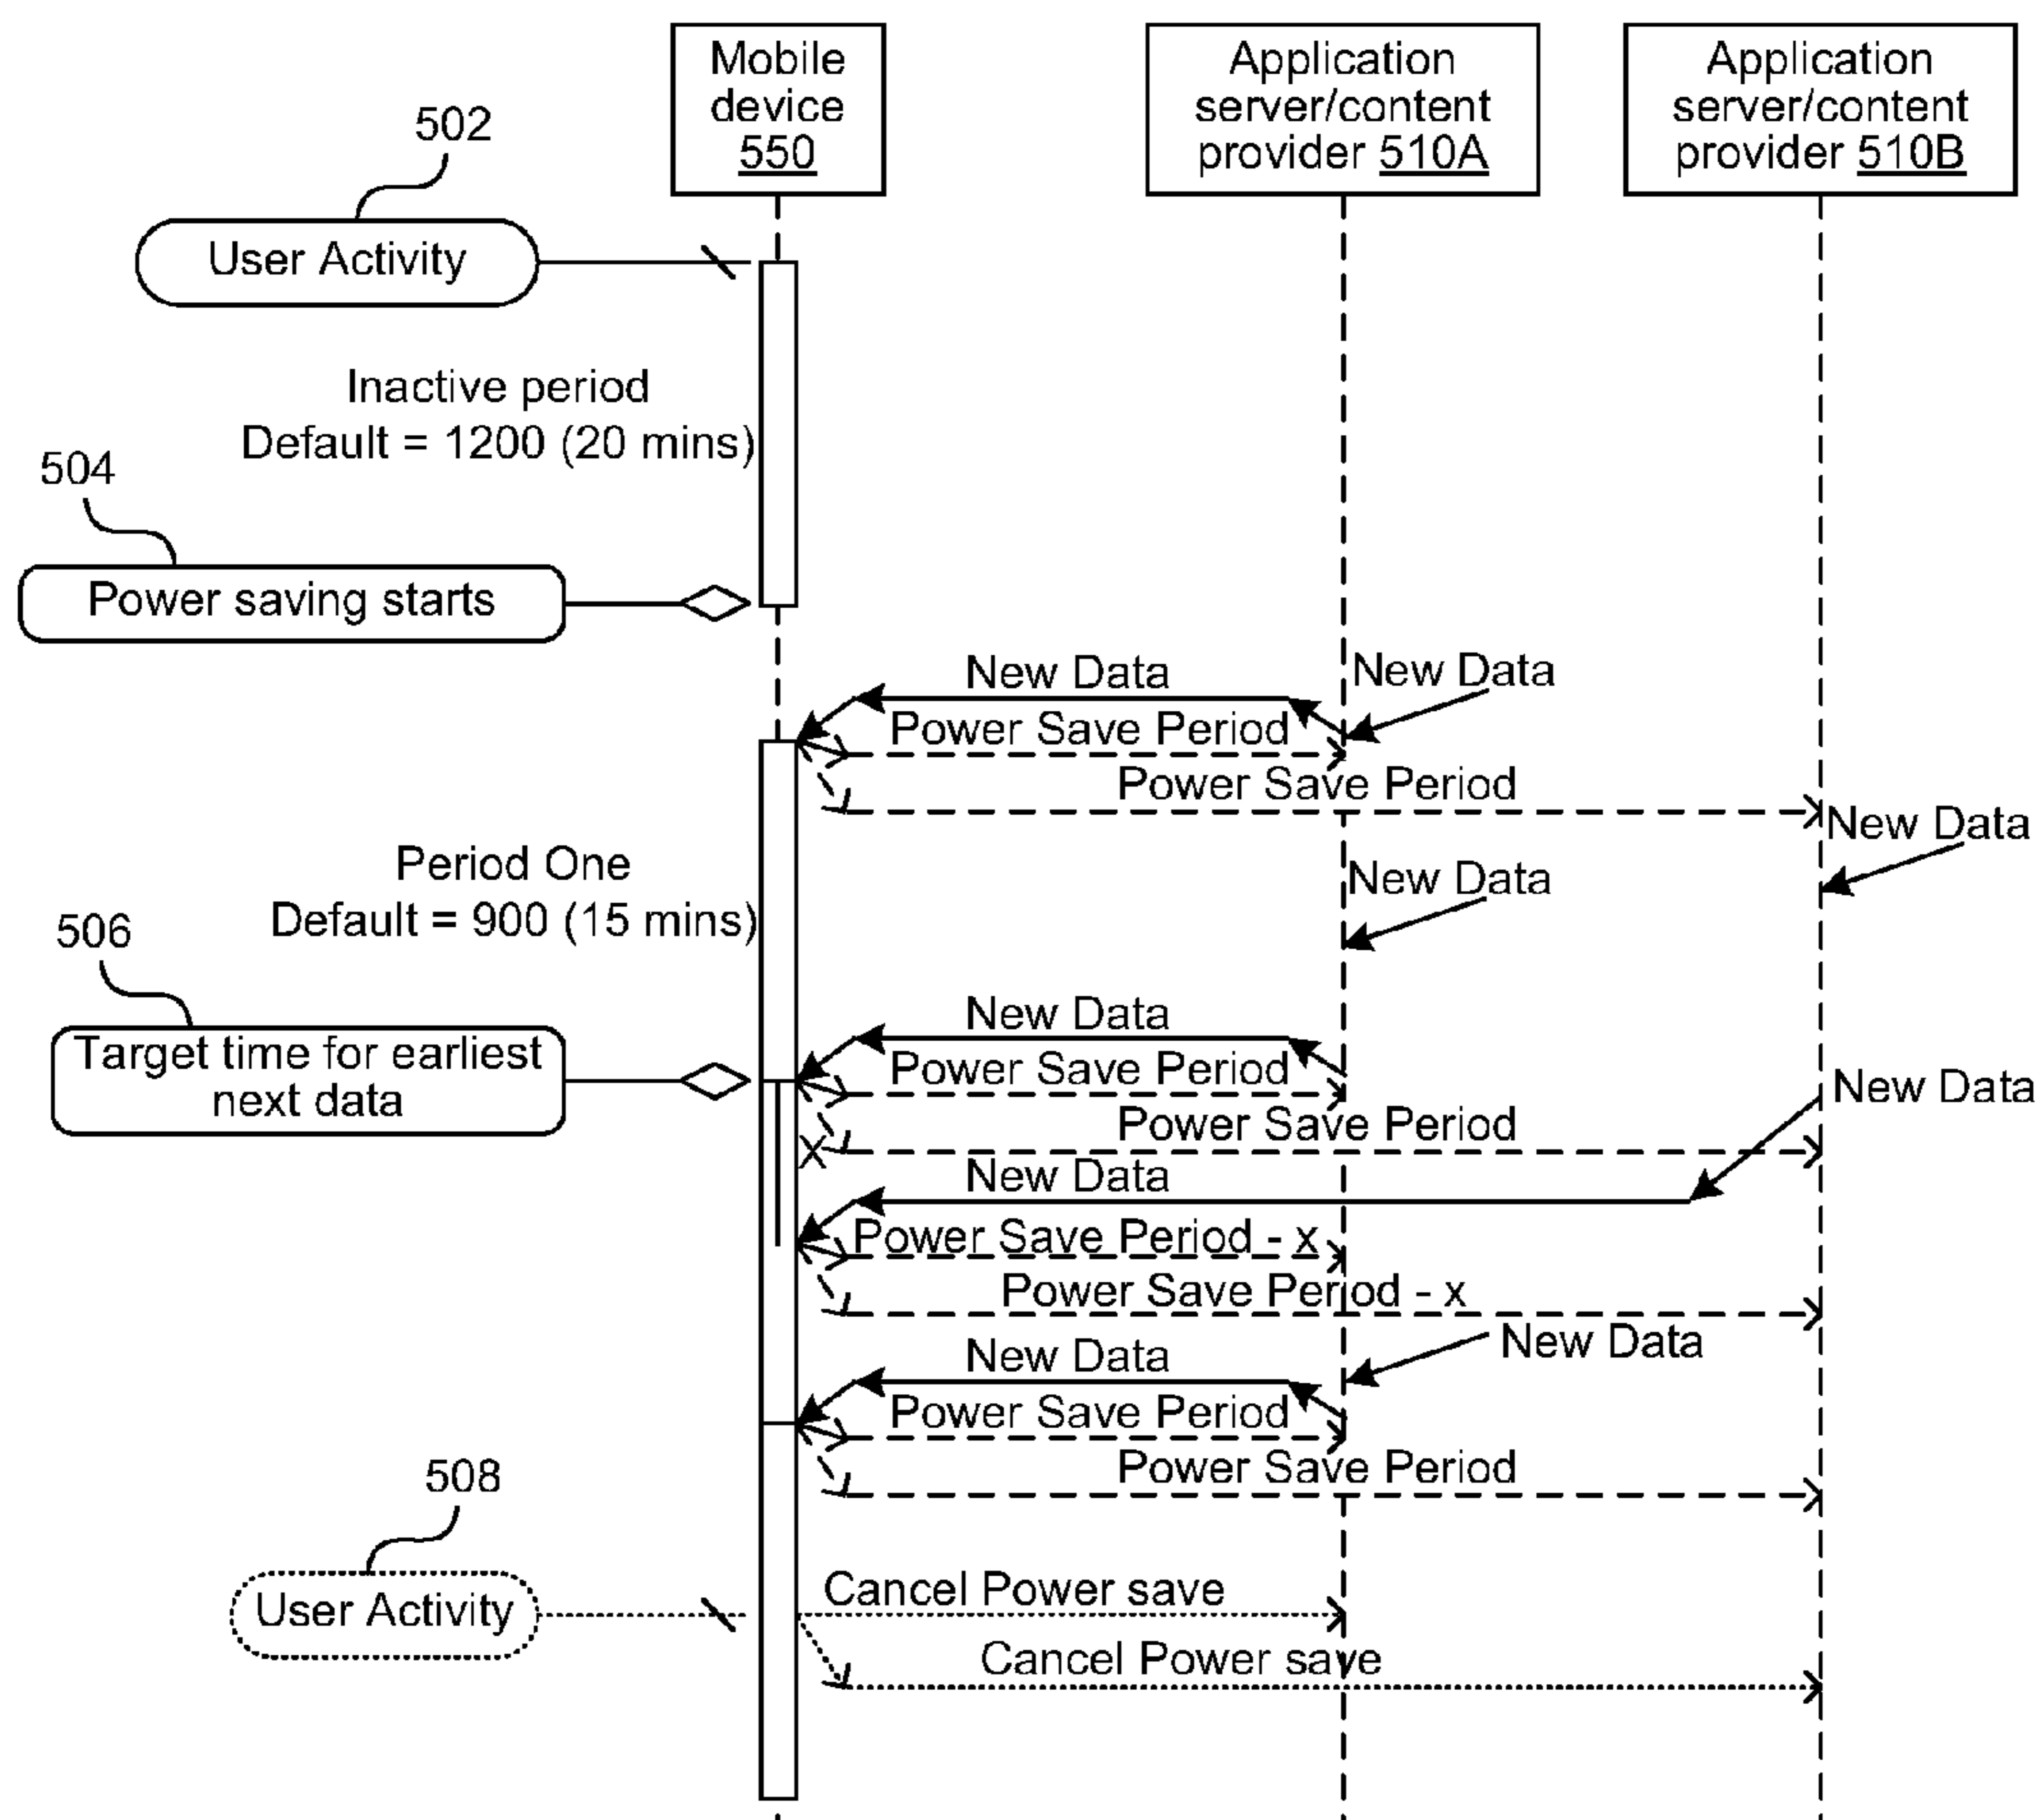 Mobile
device
550
Application
server/content
provider 510A
Application
server/content
provider 510B
502
User Activity
Inactive period
Default = 1200 (20 mins)
504
Power saving starts
New Data
New Data
Power Save Period
Power Save Period
New Data
Period One
Default = 900 (15 mins)
New Data
506
Target time for earliest
next data
New Data
Power Save Period
New Data
Power Save Period
X
New Data
Power Save Period - x
Power Save Period - x
New Data
New Data
Power Save Period
Power Save Period
508
User Activity
Cancel Power save
Cancel Power save